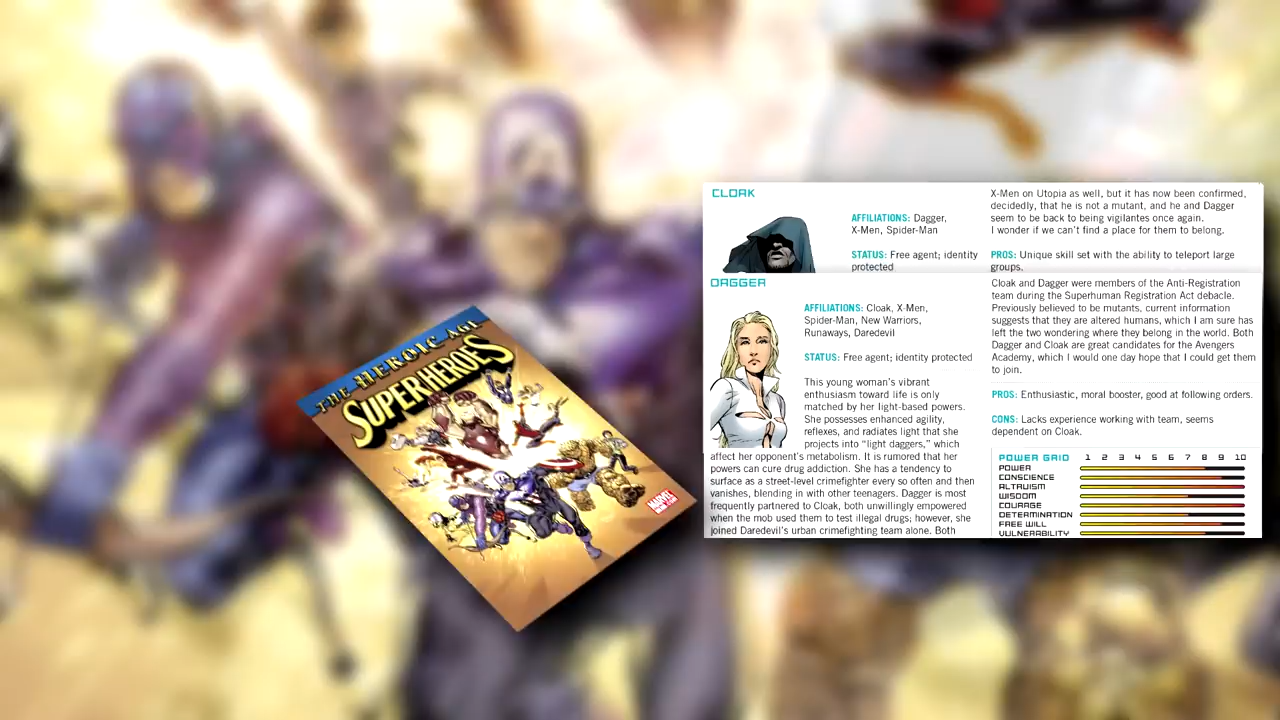 THE HEROIC AGE
SUPERHEROES
MARVEL
CLOAK
AFFILIATIONS: Dagger,
X-Men, Spider-Man
STATUS: Free agent; identity
protected
X-Men on Utopia as well, but it has now been confirmed,
decidedly, that he is not a mutant, and he and Dagger
seem to be back to being vigilantes once again.
I wonder if we can't find a place for them to belong.
PROS: Unique skill set with the ability to teleport large
groups.
DAGGER
AFFILIATIONS: Cloak, X-Men,
Spider-Man, New Warriors,
Runaways, Daredevil
STATUS: Free agent; identity protected
This young woman's vibrant
enthusiasm toward life is only
matched by her light-based powers.
She possesses enhanced agility,
reflexes, and radiates light that she
projects into "light daggers," which
affect her opponent's metabolism. It is rumored that her
powers can cure drug addiction. She has a tendency to
surface as a street-level crimefighter every so often and then
vanishes, blending in with other teenagers. Dagger is most
frequently partnered to Cloak, both unwillingly empowered
when the mob used them to test illegal drugs; however, she
joined Daredevil's urban crimefighting team alone. Both
Cloak and Dagger were members of the Anti-Registration
team during the Superhuman Registration Act debacle.
Previously believed to be mutants, current information
suggests that they are altered humans, which I am sure has
left the two wondering where they belong in the world. Both
Dagger and Cloak are great candidates for the Avengers
Academy, which I would one day hope that I could get them
to join.
PROS: Enthusiastic, moral booster, good at following orders.
CONS: Lacks experience working with team, seems
dependent on Cloak.
POWER GRID 1 2 3 4 5 6 7 8 9 10
POWER
CONSCIENCE
ALTRUISM
WISDOM
COURAGE
DETERMINATION
FREE WILL
VULNERABILITY